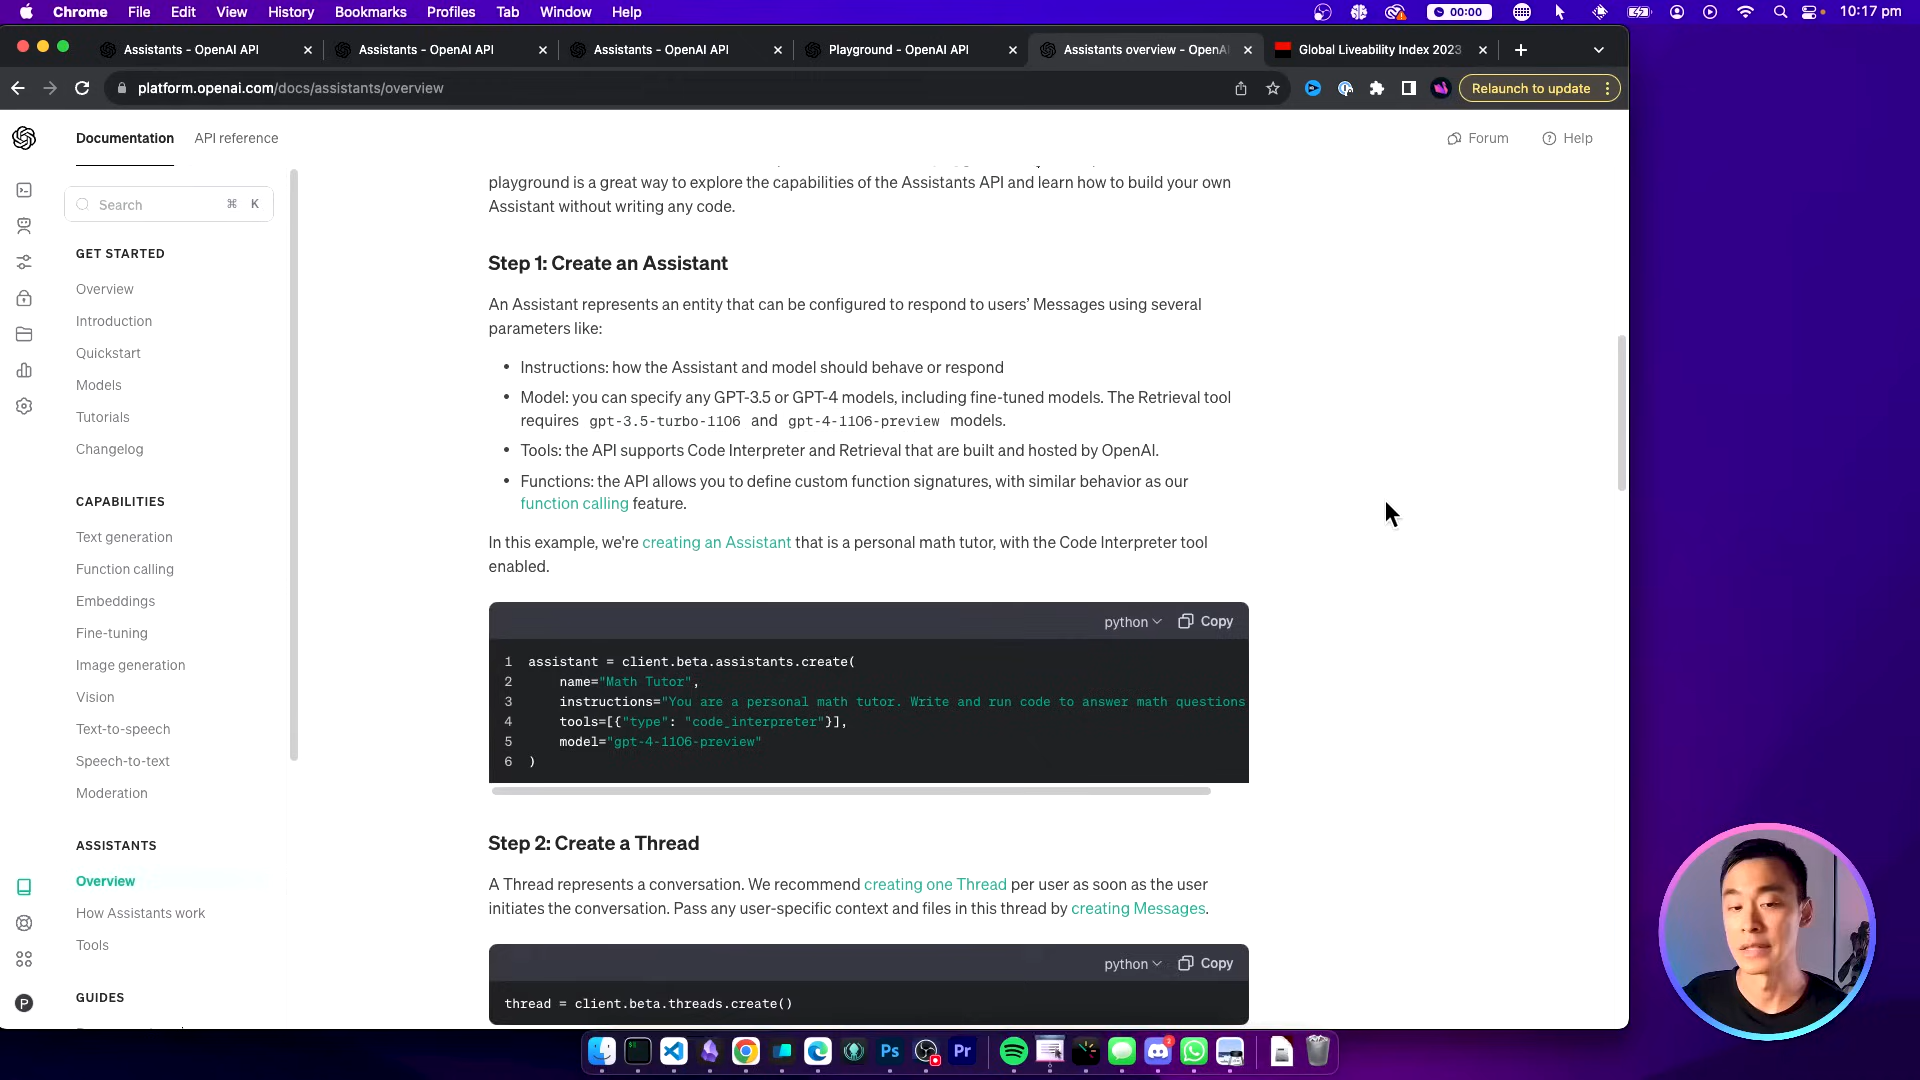 Chrome File Edit View History Bookmarks Profiles Tab Window Help 00:00 10:17 pm
Assistants - OpenAI API Assistants - OpenAI API Assistants - OpenAI API Playground - OpenAI API Assistants overview - OpenAI Global Liveability Index 2023
platform.openai.com/docs/assistants/overview Relaunch to update
Documentation API reference Forum Help
Search ⌘ K
GET STARTED
Overview
Introduction
Quickstart
Models
Tutorials
Changelog
CAPABILITIES
Text generation
Function calling
Embeddings
Fine-tuning
Image generation
Vision
Text-to-speech
Speech-to-text
Moderation
ASSISTANTS
Overview
How Assistants work
Tools
GUIDES
P
playground is a great way to explore the capabilities of the Assistants API and learn how to build your own
Assistant without writing any code.
Step 1: Create an Assistant
An Assistant represents an entity that can be configured to respond to users’ Messages using several
parameters like:
• Instructions: how the Assistant and model should behave or respond
• Model: you can specify any GPT-3.5 or GPT-4 models, including fine-tuned models. The Retrieval tool
requires gpt-3.5-turbo-1106 and gpt-4-1106-preview models.
• Tools: the API supports Code Interpreter and Retrieval that are built and hosted by OpenAI.
• Functions: the API allows you to define custom function signatures, with similar behavior as our
function calling feature.
In this example, we're creating an Assistant that is a personal math tutor, with the Code Interpreter tool
enabled.
python Copy
1 assistant = client.beta.assistants.create(
2 name="Math Tutor",
3 instructions="You are a personal math tutor. Write and run code to answer math questions
4 tools=[{"type": "code_interpreter"}],
5 model="gpt-4-1106-preview"
6 )
Step 2: Create a Thread
A Thread represents a conversation. We recommend creating one Thread per user as soon as the user
initiates the conversation. Pass any user-specific context and files in this thread by creating Messages.
python Copy
thread = client.beta.threads.create()
Ps Pr